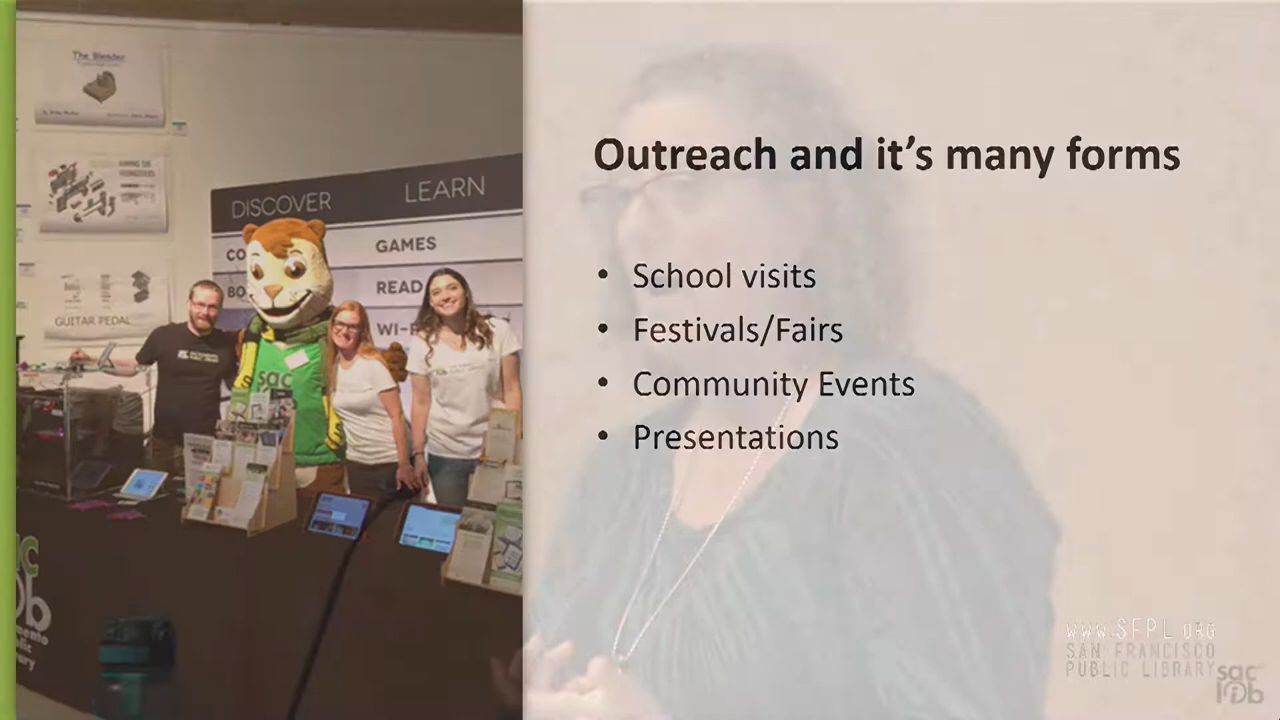 The Blender
GUITAR PEDAL
DISCOVER
LEARN
GAMES
READ
sac
Outreach and it's many forms
• School visits
• Festivals/Fairs
• Community Events
• Presentations
WWW.SFPL.ORG
SAN FRANCISCO
PUBLIC LIBRARY
sac
lib